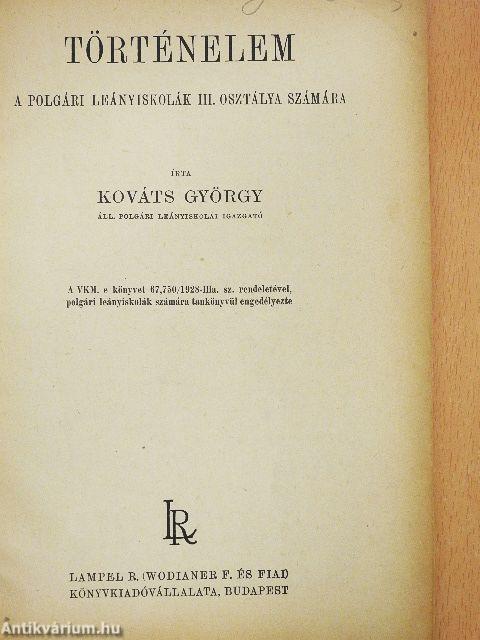 TÖRTÉNELEM
A POLGÁRI LEÁNYISKOLÁK III. OSZTÁLYA SZÁMÁRA
ÍRTA
KOVÁTS GYÖRGY
ÁLL. POLGÁRI LEÁNYISKOLAI IGAZGATÓ
A VKM. e könyvet 67,750/1928-IIIa. sz. rendeletével,
polgári leányiskolák számára tankönyvül engedélyezte
LR
LAMPEL R. (WODIANER F. ÉS FIAI)
KÖNYVKIADÓVÁLLALATA, BUDAPEST
Antikvárium.hu